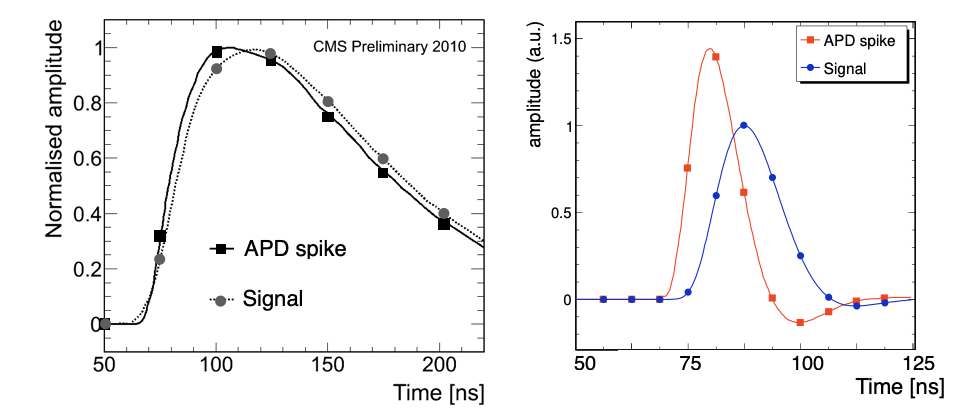 Normalised amplitude
1
0.8
0.6
0.4
0.2
0
CMS Preliminary 2010
APD spike
Signal
50 100 150 200
Time [ns]
amplitude (a.u.)
1.5
1
0.5
0
APD spike
Signal
50 75 100 125
Time [ns]